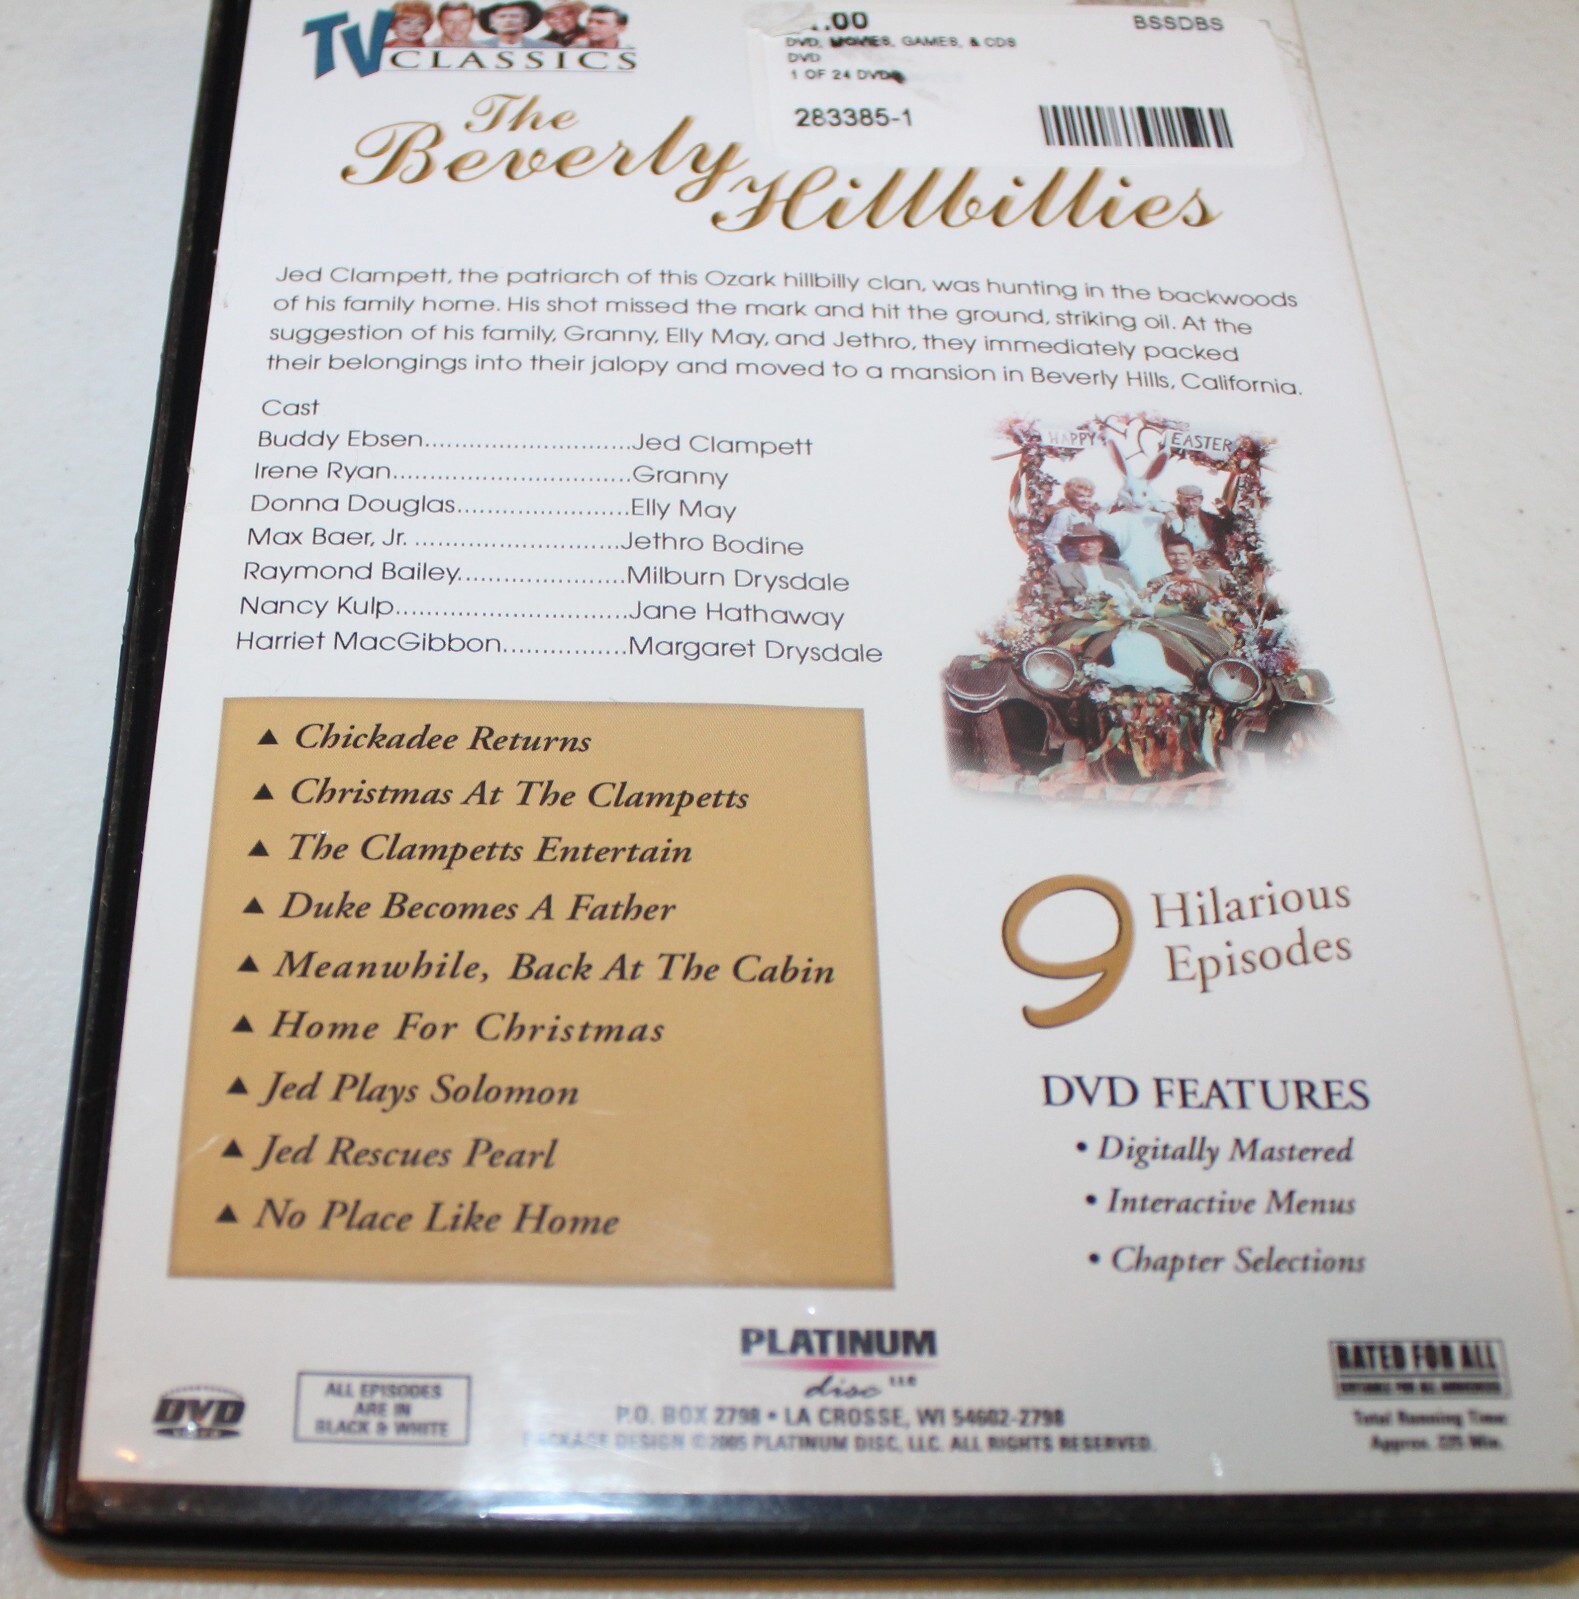 TV
CLASSICS
.00
BSSDBS
DVD, MOVIES, GAMES, & CDS
DVD
1 OF 24 DVD
283385-1
The
Beverly
Hillbillies
Jed Clampett, the patriarch of this Ozark hillbilly clan, was hunting in the backwoods
of his family home. His shot missed the mark and hit the ground, striking oil. At the
suggestion of his family, Granny, Elly May, and Jethro, they immediately packed
their belongings into their jalopy and moved to a mansion in Beverly Hills, California.
Cast
Buddy Ebsen...........................Jed Clampett
Irene Ryan...............................Granny
Donna Douglas.......................Elly May
Max Baer, Jr. ...........................Jethro Bodine
Raymond Bailey......................Milburn Drysdale
Nancy Kulp..............................Jane Hathaway
Harriet MacGibbon................Margaret Drysdale
HAPPY EASTER
▲ Chickadee Returns
▲ Christmas At The Clampetts
▲ The Clampetts Entertain
▲ Duke Becomes A Father
▲ Meanwhile, Back At The Cabin
▲ Home For Christmas
▲ Jed Plays Solomon
▲ Jed Rescues Pearl
▲ No Place Like Home
9 Hilarious
Episodes
DVD FEATURES
• Digitally Mastered
• Interactive Menus
• Chapter Selections
DVD
VIDEO
ALL EPISODES
ARE IN
BLACK & WHITE
PLATINUM
disc LLC
P.O. BOX 2798 • LA CROSSE, WI 54602-2798
PACKAGE DESIGN ©2005 PLATINUM DISC, LLC. ALL RIGHTS RESERVED.
RATED FOR ALL
SUITABLE FOR ALL AUDIENCES
Total Running Time:
Approx. Min.